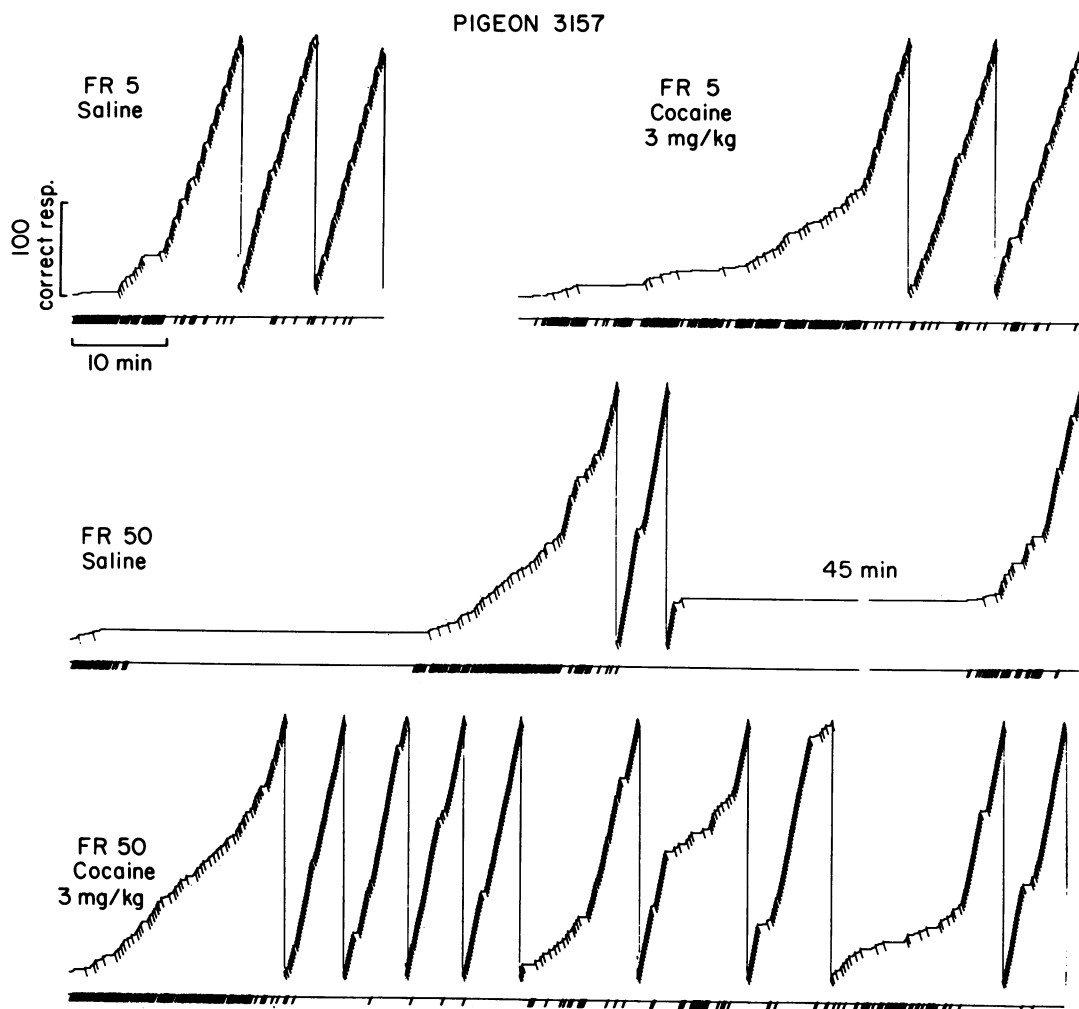 PIGEON 3157
FR 5
Saline
FR 5
Cocaine
3 mg/kg
100
correct resp.
10 min
FR 50
Saline
45 min
FR 50
Cocaine
3 mg/kg